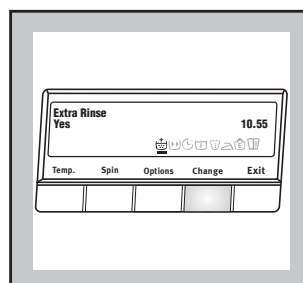 Extra Rinse
Yes 10.55
Temp. Spin Options Change Exit